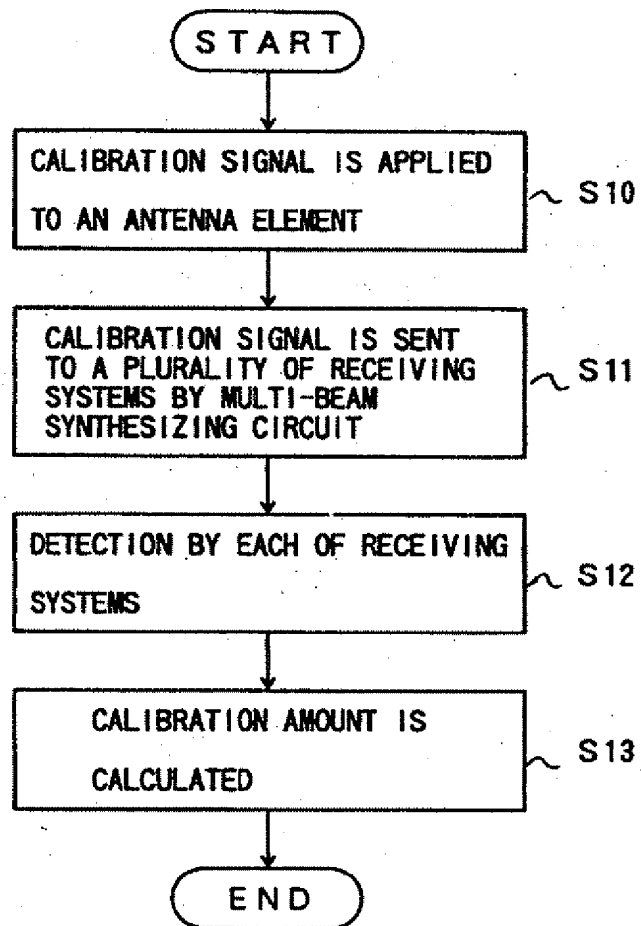 START
CALIBRATION SIGNAL IS APPLIED
TO AN ANTENNA ELEMENT
S10
CALIBRATION SIGNAL IS SENT
TO A PLURALITY OF RECEIVING
SYSTEMS BY MULTI-BEAM
SYNTHESIZING CIRCUIT
S11
DETECTION BY EACH OF RECEIVING
SYSTEMS
S12
CALIBRATION AMOUNT IS
CALCULATED
S13
END